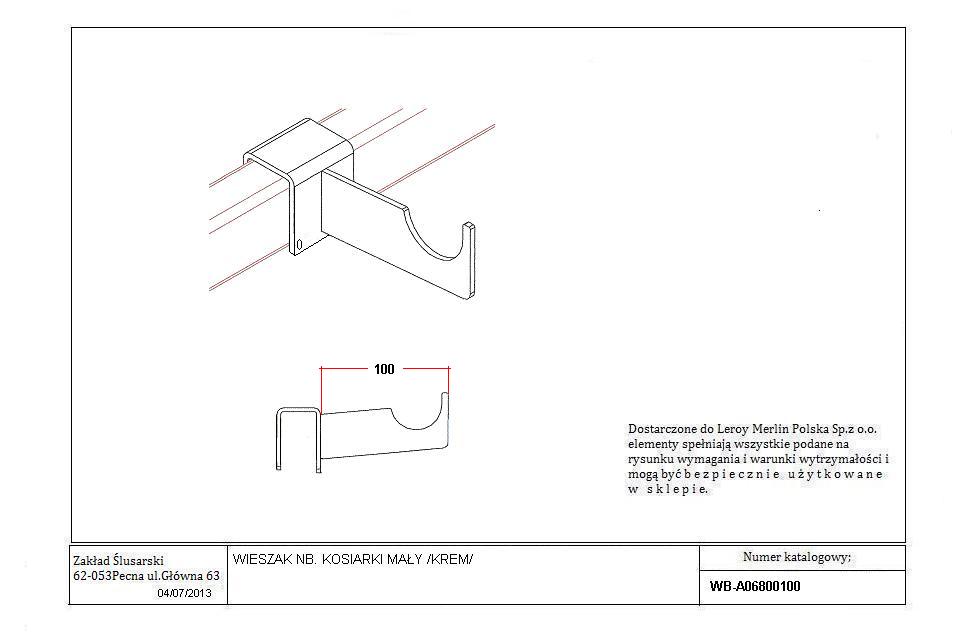 100
Dostarczone do Leroy Merlin Polska Sp.z o.o.
elementy spełniają wszystkie podane na
rysunku wymagania i warunki wytrzymałości i
mogą być b e z p i e c z n i e u ż y t k o w a n e
w s k l e p i e.
Zakład Ślusarski
62-053Pecna ul.Główna 63
04/07/2013
WIESZAK NB. KOSIARKI MAŁY /KREM/
Numer katalogowy;
WB-A06800100